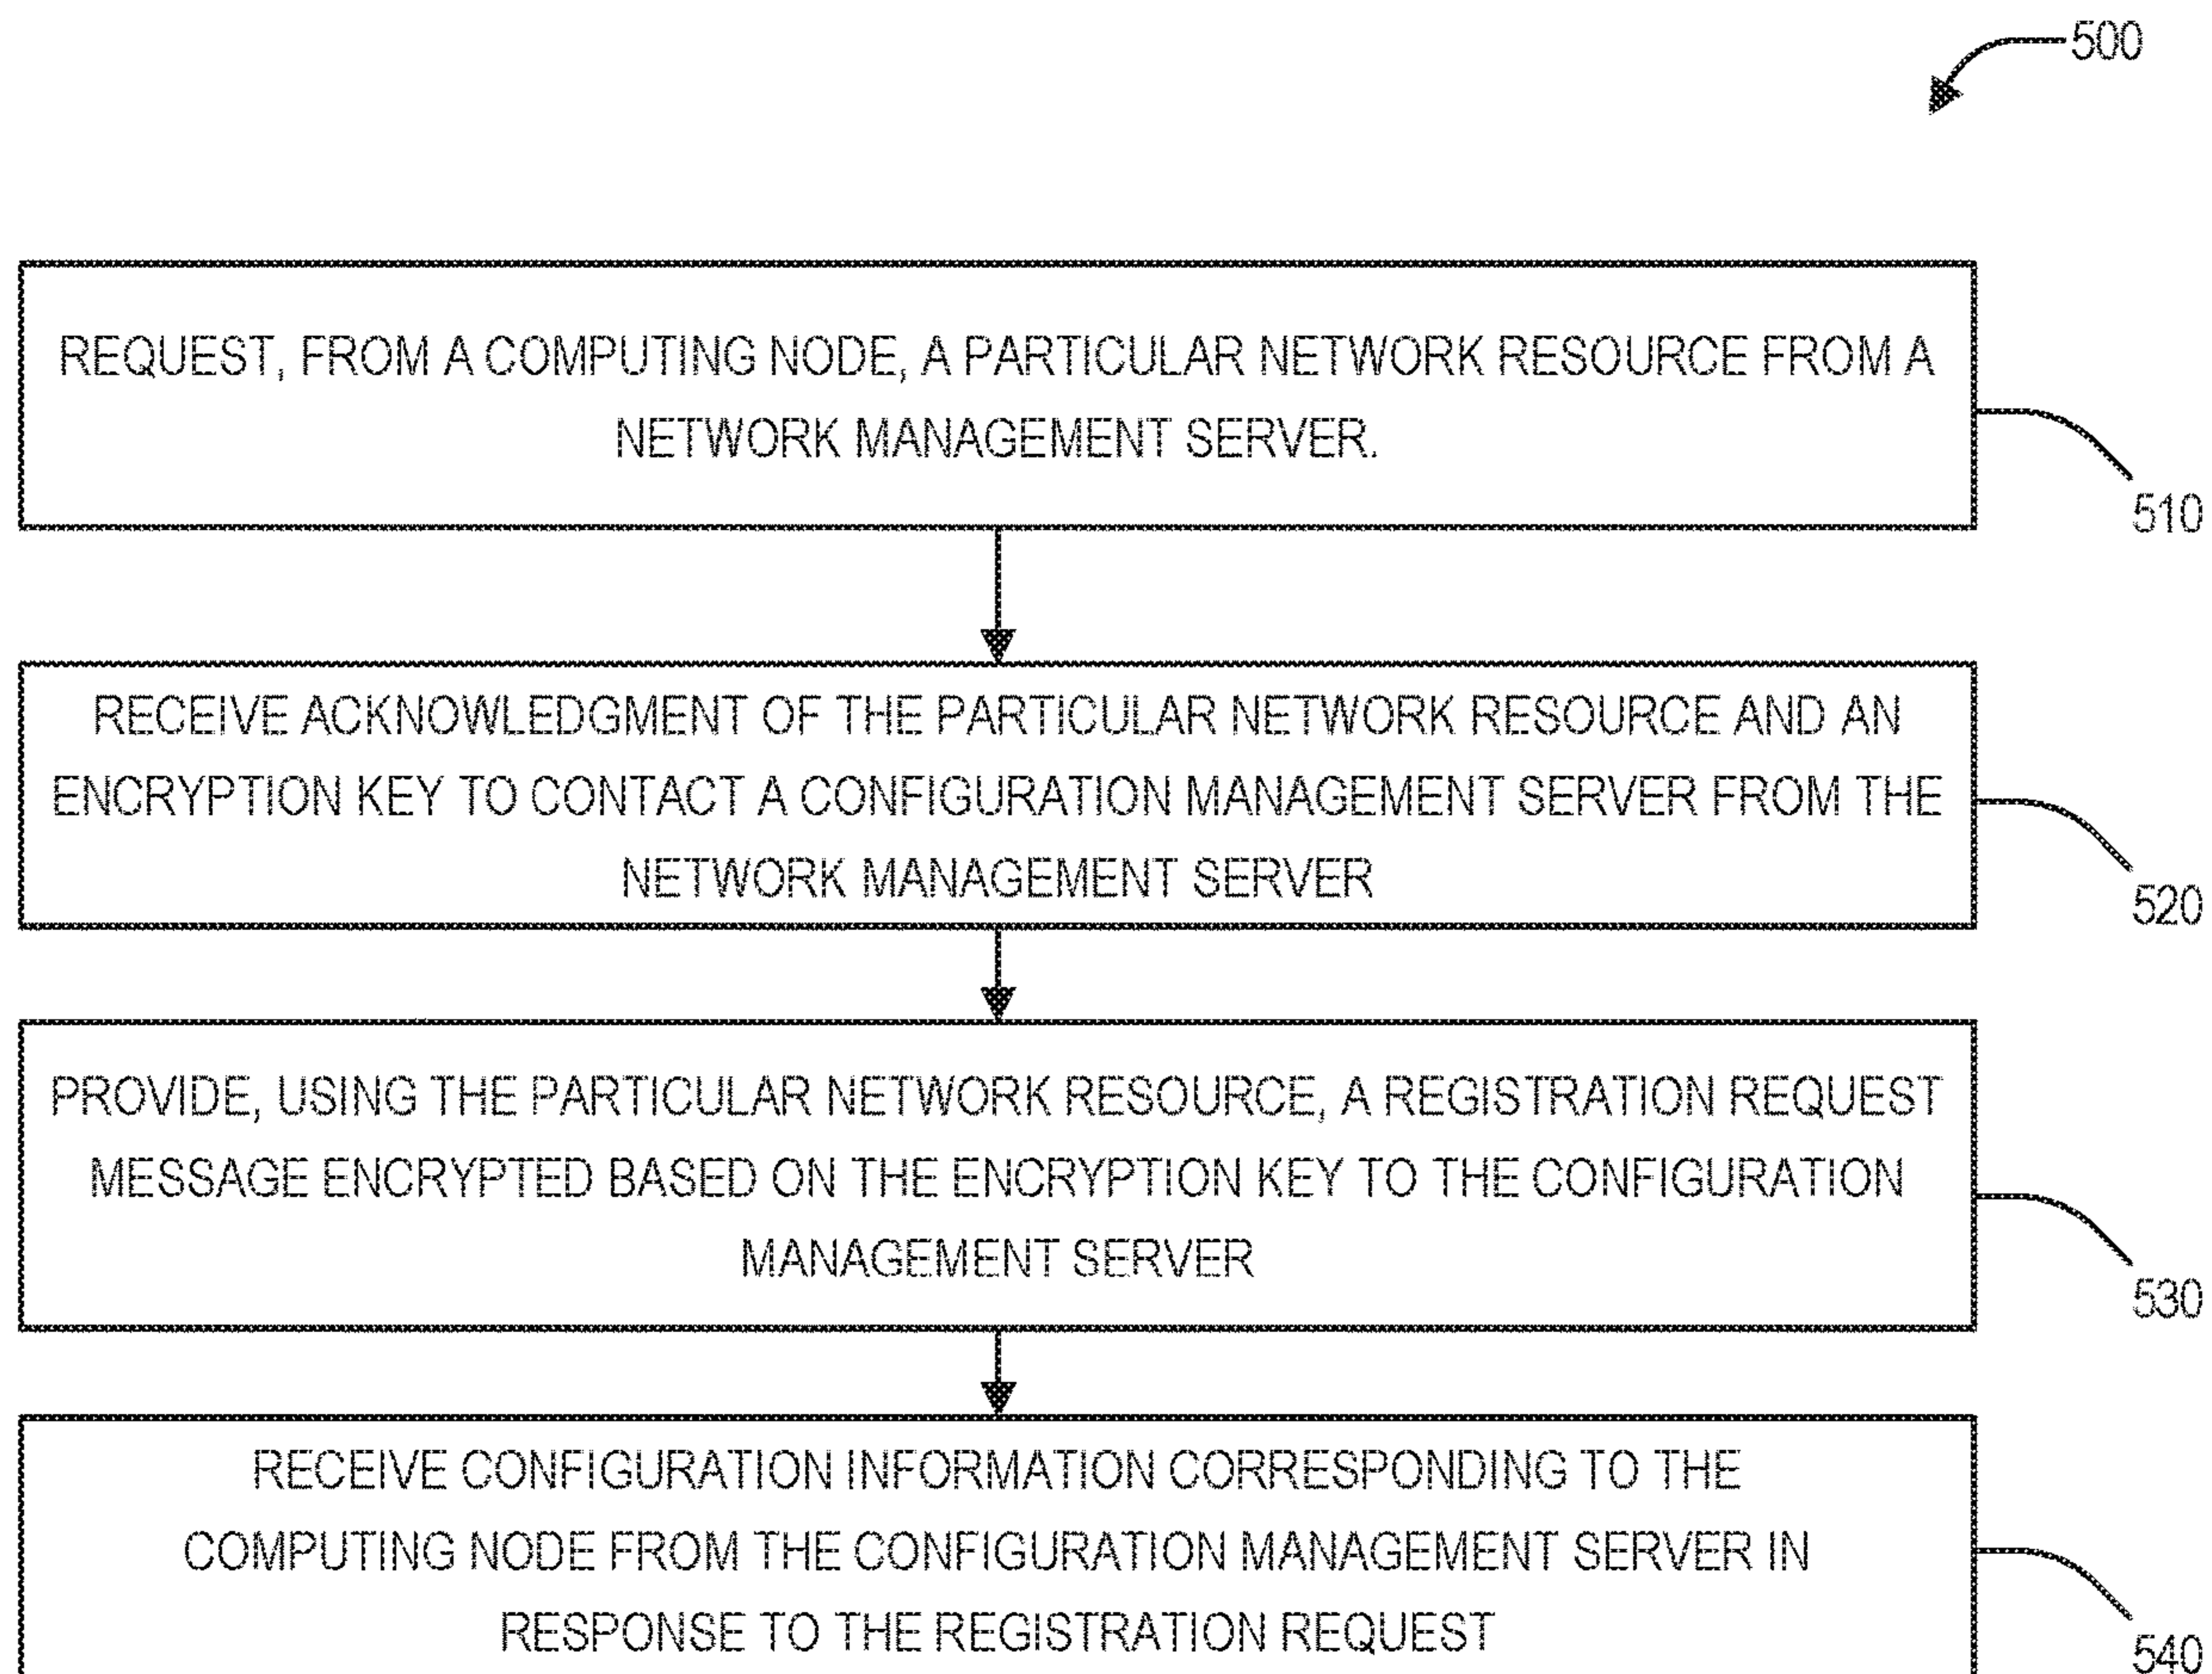 500
REQUEST, FROM A COMPUTING NODE, A PARTICULAR NETWORK RESOURCE FROM A
NETWORK MANAGEMENT SERVER.
510
RECEIVE ACKNOWLEDGMENT OF THE PARTICULAR NETWORK RESOURCE AND AN
ENCRYPTION KEY TO CONTACT A CONFIGURATION MANAGEMENT SERVER FROM THE
NETWORK MANAGEMENT SERVER
520
PROVIDE, USING THE PARTICULAR NETWORK RESOURCE, A REGISTRATION REQUEST
MESSAGE ENCRYPTED BASED ON THE ENCRYPTION KEY TO THE CONFIGURATION
MANAGEMENT SERVER
530
RECEIVE CONFIGURATION INFORMATION CORRESPONDING TO THE
COMPUTING NODE FROM THE CONFIGURATION MANAGEMENT SERVER IN
RESPONSE TO THE REGISTRATION REQUEST
540